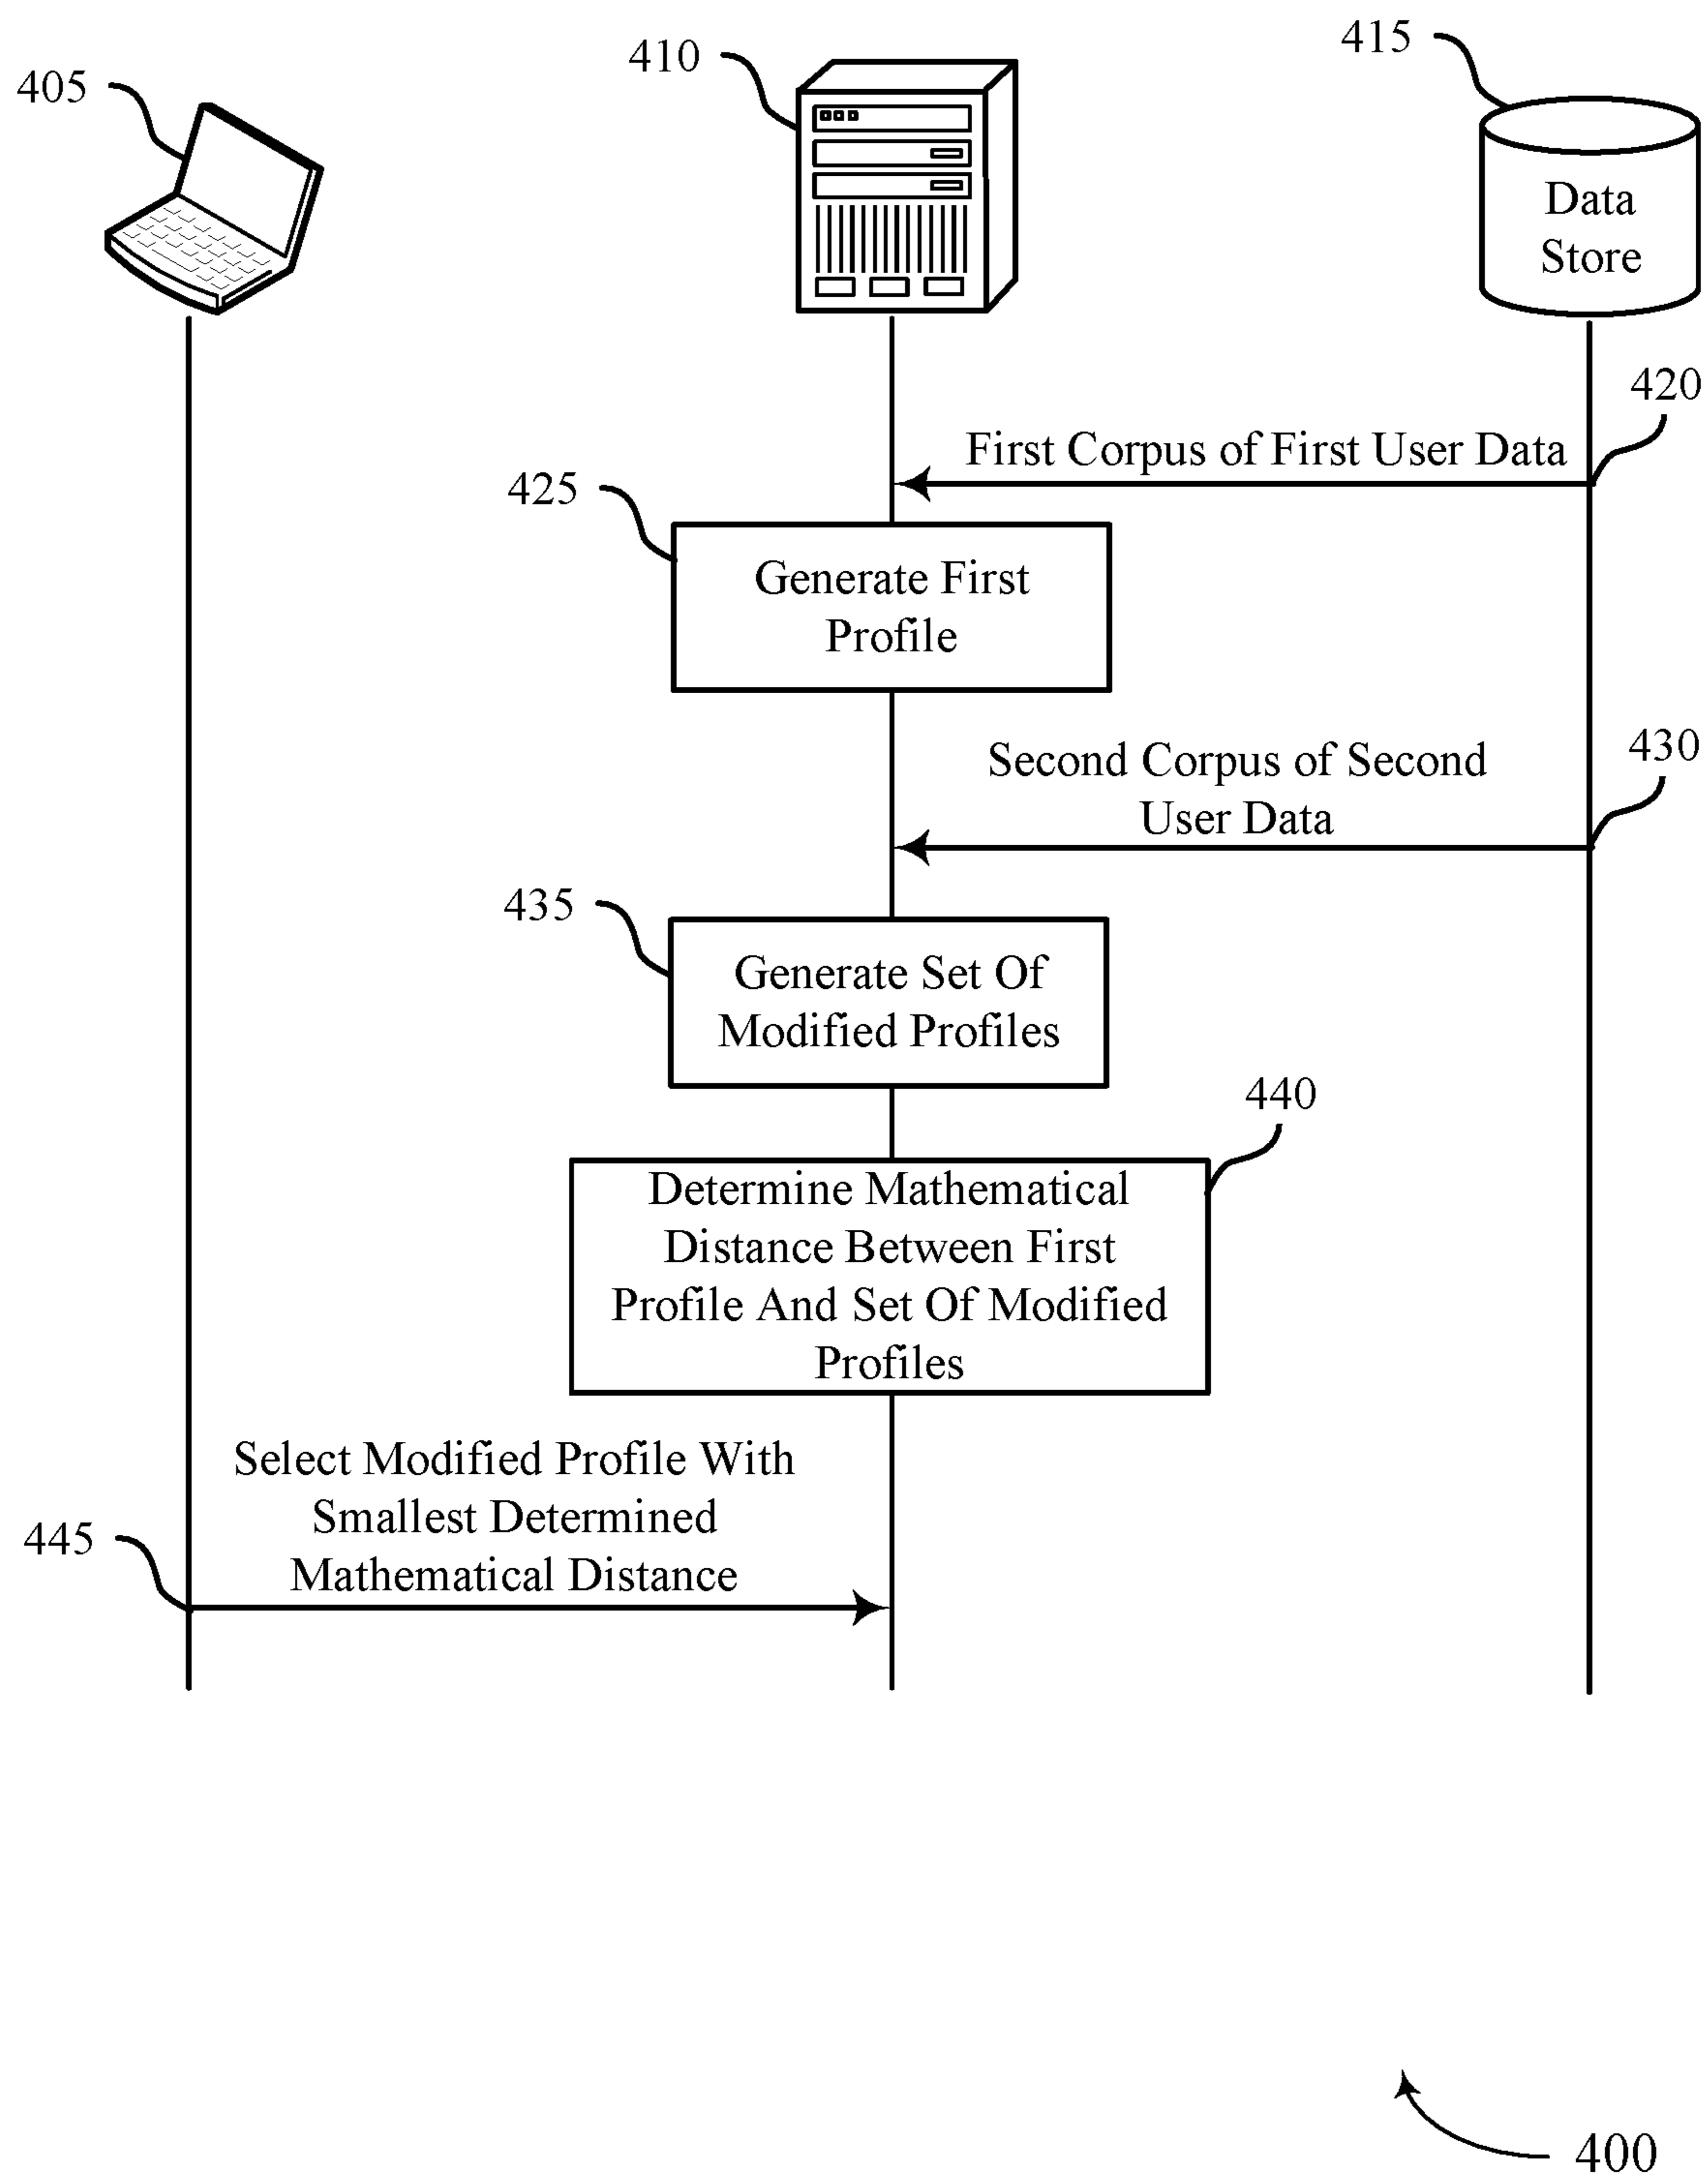 405
410
415
Data
Store
420
First Corpus of First User Data
425
Generate First
Profile
430
Second Corpus of Second
User Data
435
Generate Set Of
Modified Profiles
440
Determine Mathematical
Distance Between First
Profile And Set Of Modified
Profiles
Select Modified Profile With
Smallest Determined
Mathematical Distance
445
400